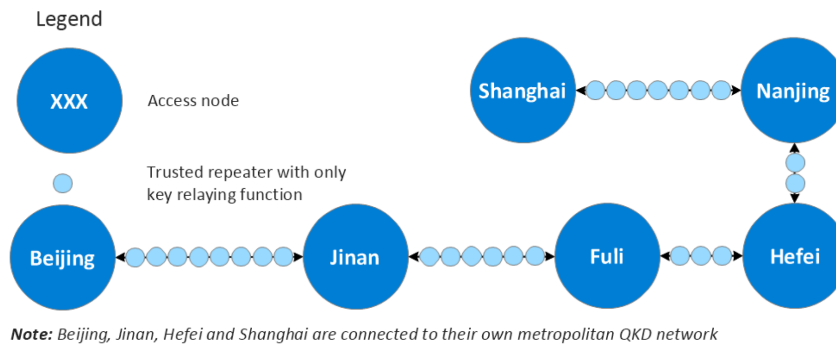 Legend
XXX
Access node
Trusted repeater with only
key relaying function
Shanghai
Nanjing
Beijing
Jinan
Fuli
Hefei
Note: Beijing, Jinan, Hefei and Shanghai are connected to their own metropolitan QKD network